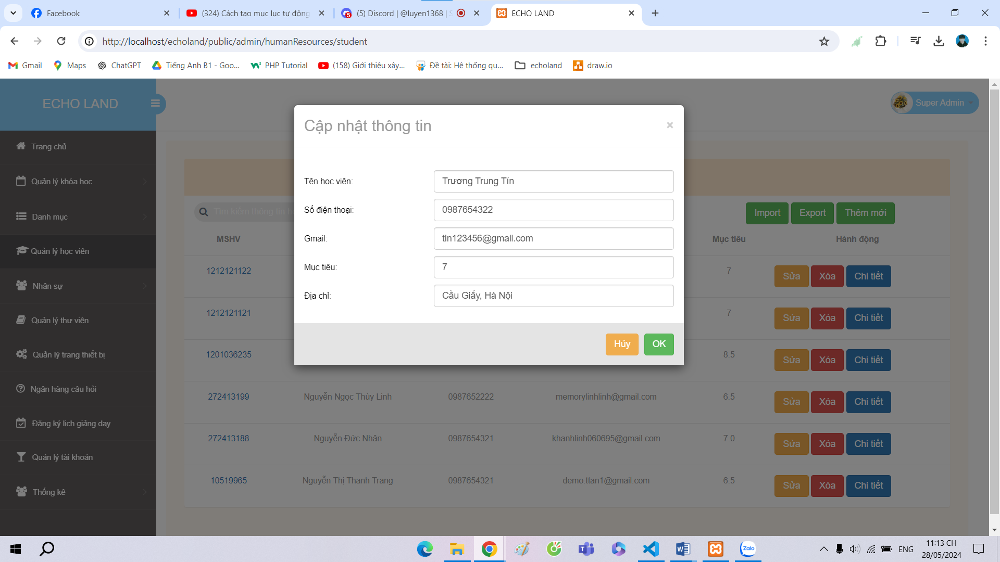 Facebook
(324) Cách tạo mục lục tự động
(5) Discord | @luyen1368 |
ECHO LAND
http://localhost/echoland/public/admin/humanResources/student
Gmail
Maps
ChatGPT
Tiếng Anh B1 - Goo...
PHP Tutorial
(158) Giới thiệu xây...
Đề tài: Hệ thống qu...
echoland
draw.io
ECHO LAND
Super Admin
Trang chủ
Quản lý khóa học
Danh mục
Quản lý học viên
Nhân sự
Quản lý thư viện
Quản lý trang thiết bị
Ngân hàng câu hỏi
Đăng ký lịch giảng dạy
Quản lý tài khoản
Thống kê
Cập nhật thông tin
×
Tên học viên: Trương Trung Tín
Số điện thoại: 0987654322
Gmail: tin123456@gmail.com
Mục tiêu: 7
Địa chỉ: Cầu Giấy, Hà Nội
Hủy OK
Tìm kiếm thông tin h
Import Export Thêm mới
MSHV Mục tiêu Hành động
1212121122 7 Sửa Xóa Chi tiết
1212121121 7 Sửa Xóa Chi tiết
1201036235 8.5 Sửa Xóa Chi tiết
272413199 Nguyễn Ngọc Thùy Linh 0987652222 memorylinhlinh@gmail.com 6.5 Sửa Xóa Chi tiết
272413188 Nguyễn Đức Nhân 0987654321 khanhlinh060695@gmail.com 7.0 Sửa Xóa Chi tiết
10519965 Nguyễn Thị Thanh Trang 0987654321 demo.ttan1@gmail.com 6.5 Sửa Xóa Chi tiết
Zalo
ENG
11:13 CH
28/05/2024